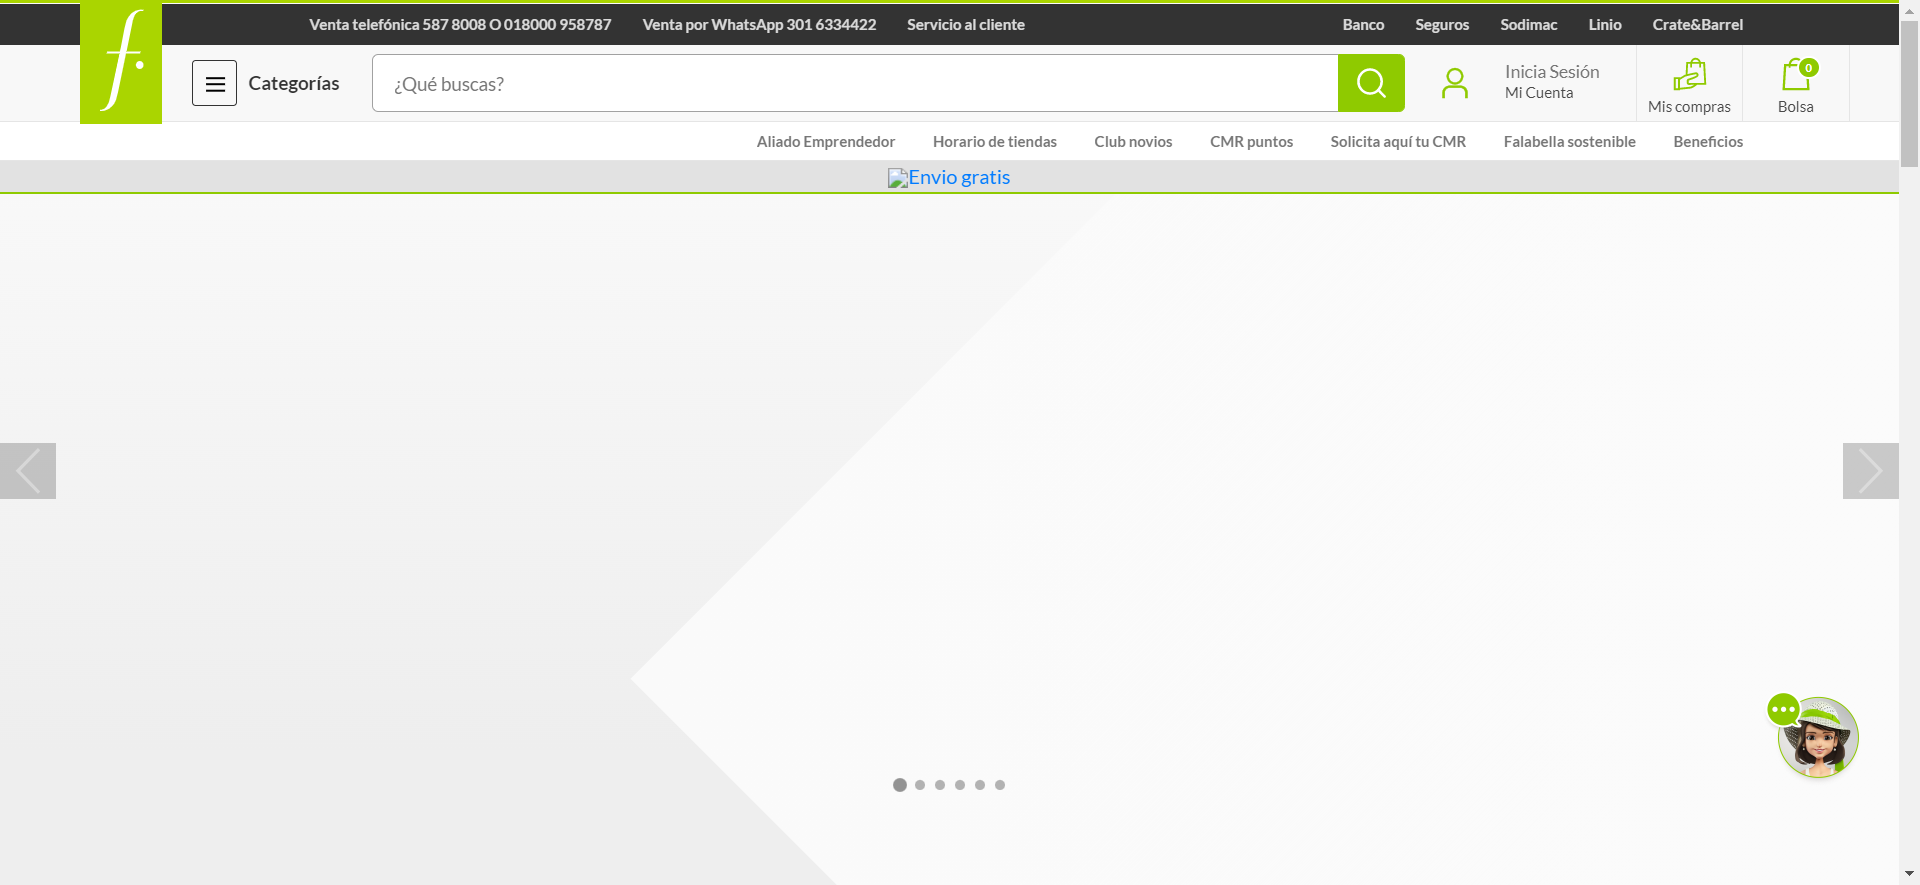 Venta telefónica 587 8008 O 018000 958787 Venta por WhatsApp 301 6334422 Servicio al cliente Banco Seguros Sodimac Linio Crate&Barrel
f.
Categorías
¿Qué buscas?
Inicia Sesión
Mi Cuenta
Mis compras
0
Bolsa
Aliado Emprendedor Horario de tiendas Club novios CMR puntos Solicita aquí tu CMR Falabella sostenible Beneficios
Envio gratis